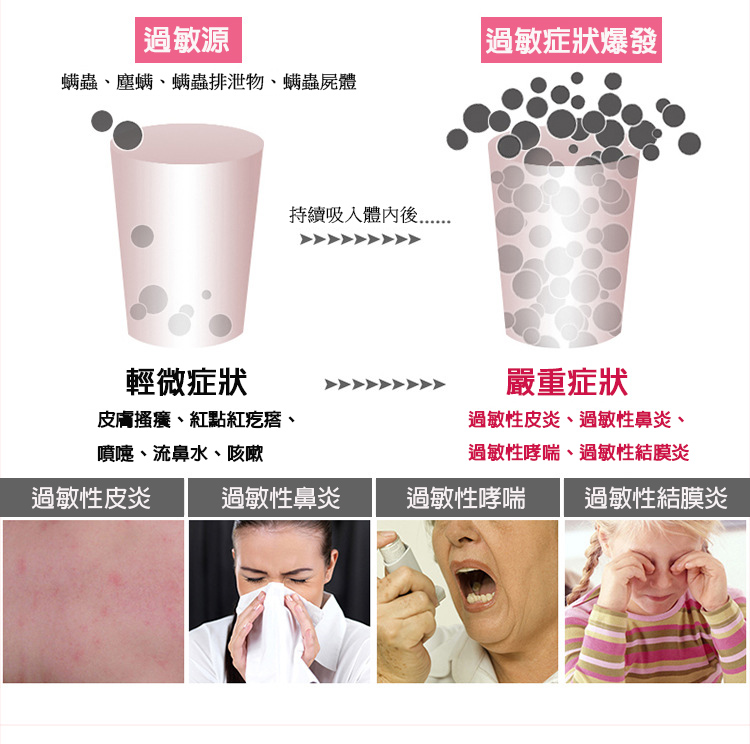 過敏源
過敏症狀爆發
螨蟲、塵螨、螨蟲排泄物、螨蟲屍體
持續吸入體內後......
輕微症狀
嚴重症狀
皮膚搔癢、紅點紅疙瘩、
噴嚏、流鼻水、咳嗽
過敏性皮炎、過敏性鼻炎、
過敏性哮喘、過敏性結膜炎
過敏性皮炎
過敏性鼻炎
過敏性哮喘
過敏性結膜炎